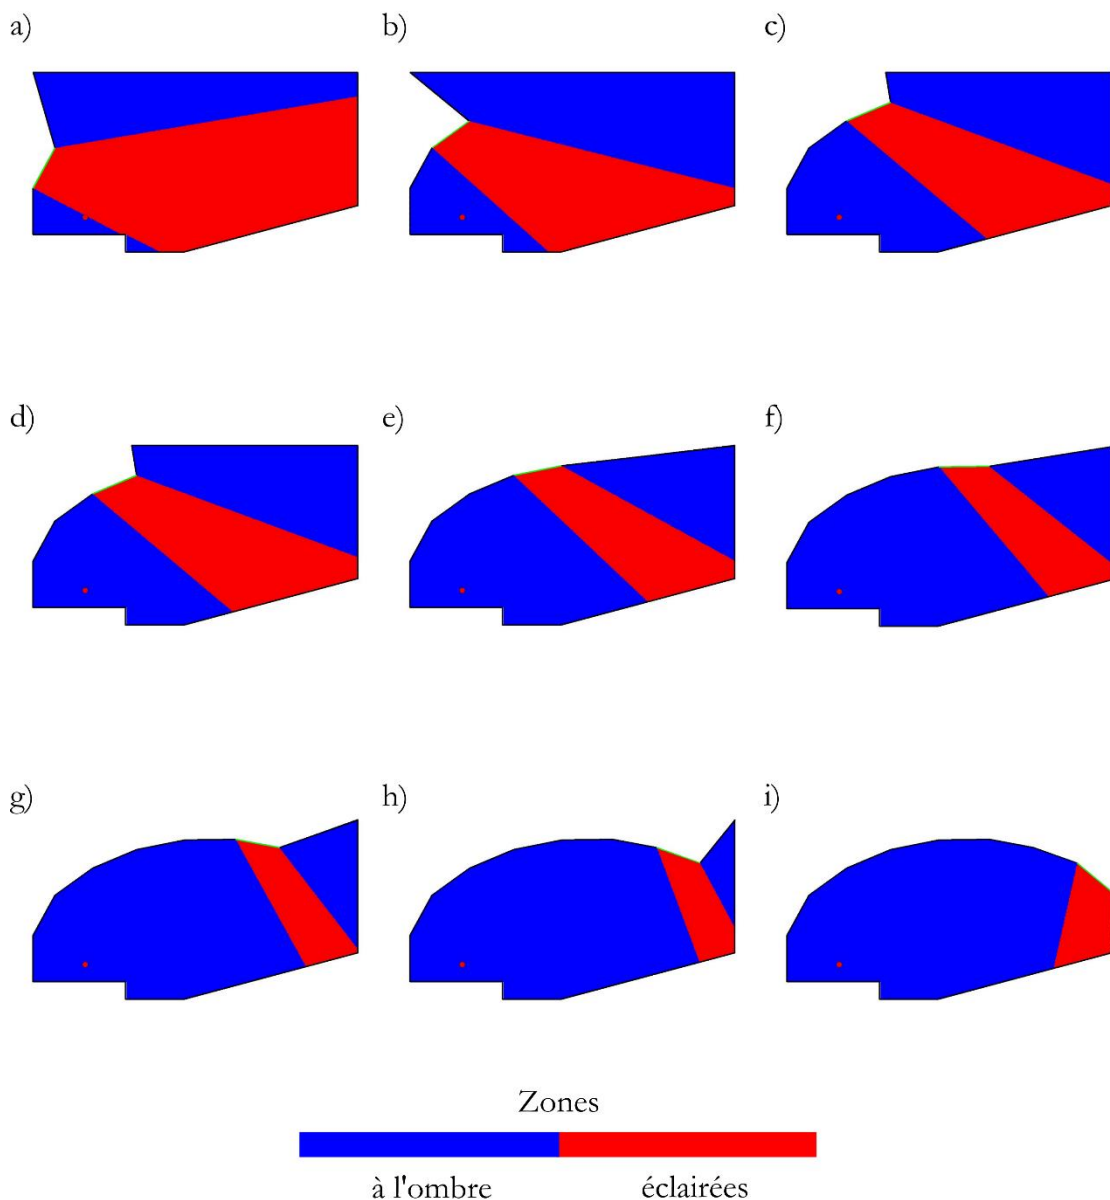 a)
b)
c)
d)
e)
f)
g)
h)
i)
Zones
à l'ombre
éclairées